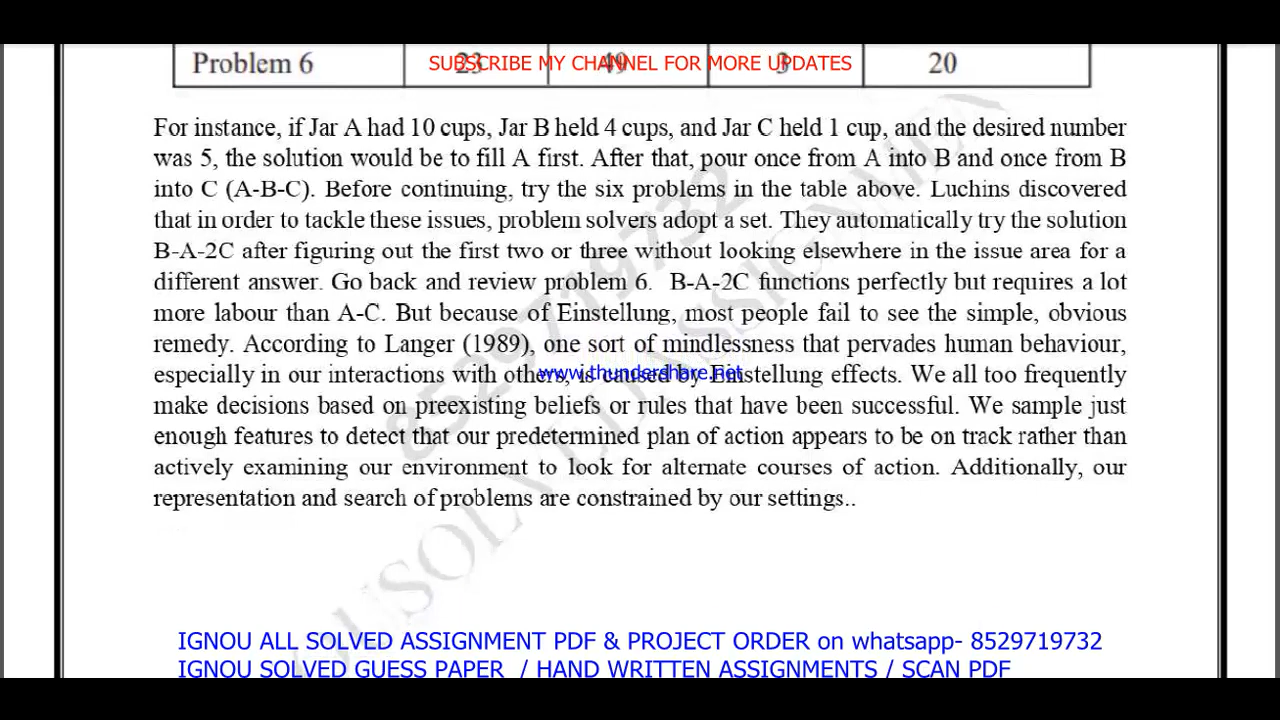 Problem 6 23 49 3 20
SUBSCRIBE MY CHANNEL FOR MORE UPDATES
For instance, if Jar A had 10 cups, Jar B held 4 cups, and Jar C held 1 cup, and the desired number
was 5, the solution would be to fill A first. After that, pour once from A into B and once from B
into C (A-B-C). Before continuing, try the six problems in the table above. Luchins discovered
that in order to tackle these issues, problem solvers adopt a set. They automatically try the solution
B-A-2C after figuring out the first two or three without looking elsewhere in the issue area for a
different answer. Go back and review problem 6. B-A-2C functions perfectly but requires a lot
more labour than A-C. But because of Einstellung, most people fail to see the simple, obvious
remedy. According to Langer (1989), one sort of mindlessness that pervades human behaviour,
especially in our interactions with others, is caused by Einstellung effects. We all too frequently
www.thundershare.net
make decisions based on preexisting beliefs or rules that have been successful. We sample just
enough features to detect that our predetermined plan of action appears to be on track rather than
actively examining our environment to look for alternate courses of action. Additionally, our
representation and search of problems are constrained by our settings..
8529719732
IGNOU ALL SOLVED ASSIGNMENT PDF & PROJECT ORDER on whatsapp- 8529719732
IGNOU SOLVED GUESS PAPER / HAND WRITTEN ASSIGNMENTS / SCAN PDF